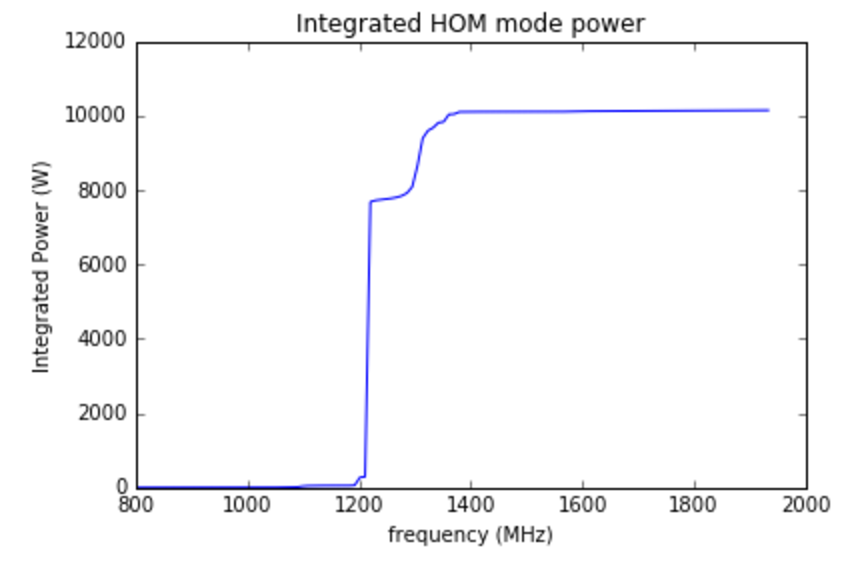 Integrated HOM mode power
12000
10000
8000
6000
4000
2000
0
Integrated Power (W)
800 1000 1200 1400 1600 1800 2000
frequency (MHz)